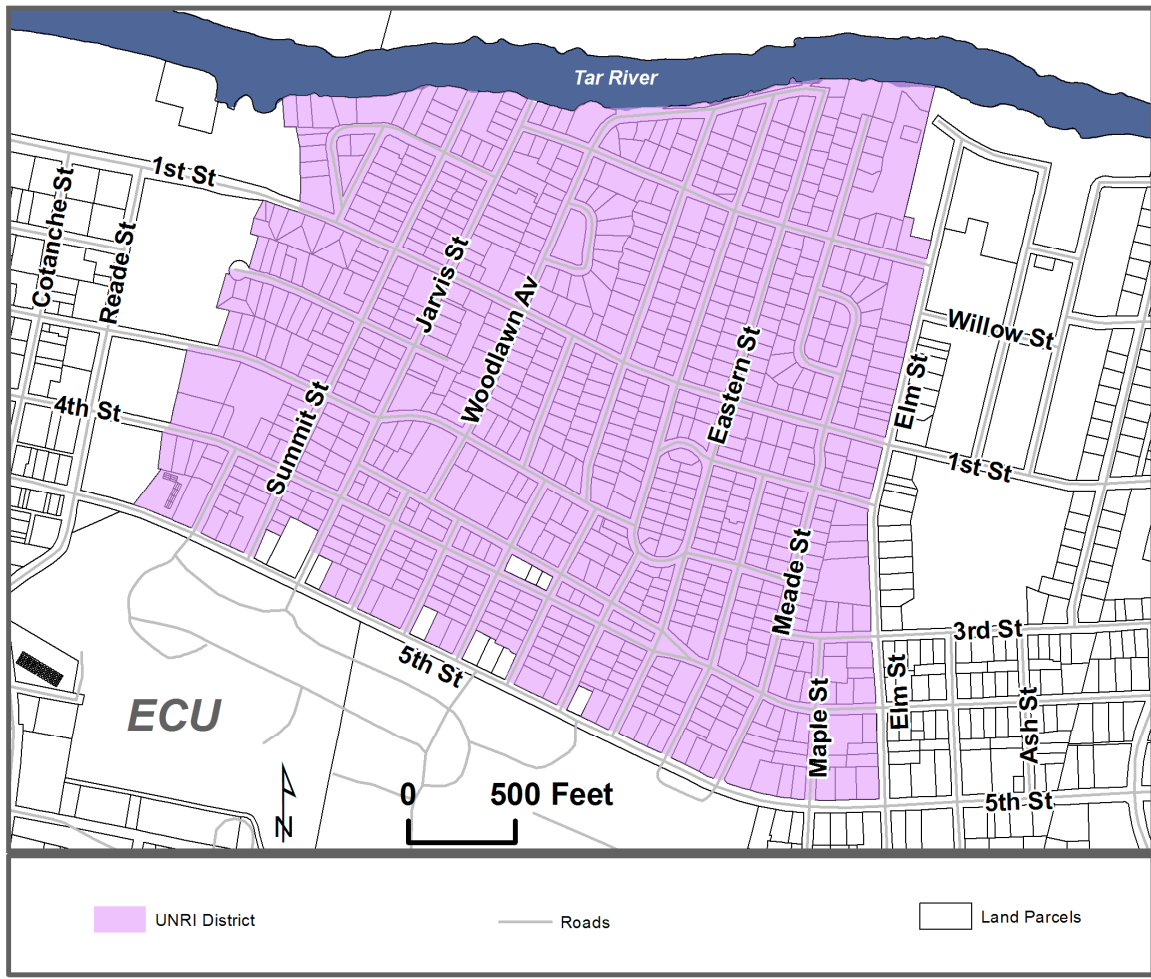 Tar River
1st St
Cotanche St
Reade St
Jarvis St
Woodlawn Av
Willow St
Eastern St
Elm St
4th St
Summit St
1st St
Meade St
3rd St
5th St
Elm St
Maple St
Ash St
ECU
0 500 Feet
5th St
N
UNRI District
Roads
Land Parcels